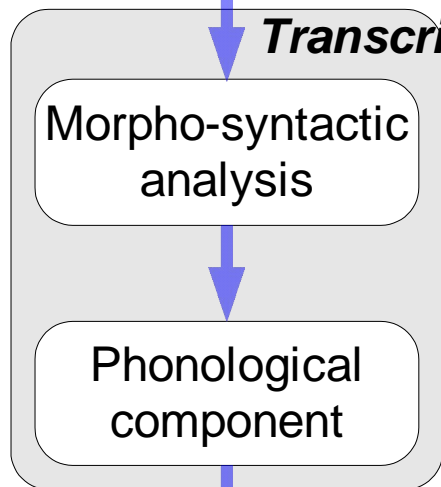 Transcri
Morpho-syntactic
analysis
Phonological
component